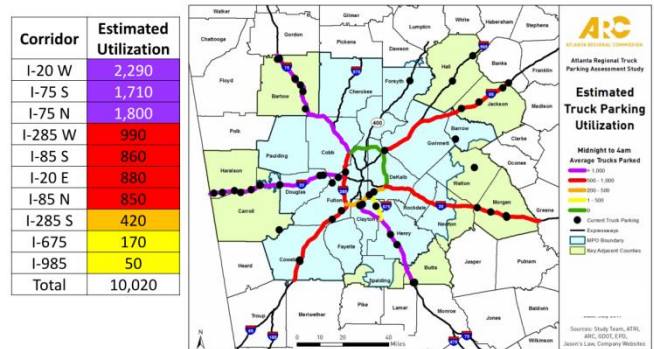 Corridor Estimated Utilization
I-20 W 2,290
I-75 S 1,710
I-75 N 1,800
I-285 W 990
I-85 S 860
I-20 E 880
I-85 N 850
I-285 S 420
I-675 170
I-985 50
Total 10,020
Walker
Chattooga
Floyd
Polk
Haralson
Carroll
Heard
Troup
Meriwether
Gordon
Bartow
Paulding
Douglas
Coweta
Gilmer
Pickens
Cherokee
Cobb
Fulton
Fayette
Spalding
Pike
Lumpkin
Dawson
Forsyth
400
DeKalb
Clayton
Henry
Rockdale
Newton
Butts
Lamar
Monroe
White
Habersham
Stephens
Hall
Banks
Franklin
Jackson
Madison
Barrow
Gwinnett
Clarke
Oconee
Walton
Morgan
Greene
Jasper
Putnam
Jones
Baldwin
Wilkinson
N
0 10 20 40
Miles
ARC
ATLANTA REGIONAL COMMISSION
Atlanta Regional Truck
Parking Assessment Study
Estimated
Truck Parking
Utilization
Midnight to 4am
Average Trucks Parked
> 1,000
500 - 1,000
200 - 500
1 - 500
0
Current Truck Parking
Expressways
MPO Boundary
Key Adjacent Counties
Sources: Study Team, ATRI,
ARC, GDOT, EPD,
Jason's Law, Company Websites